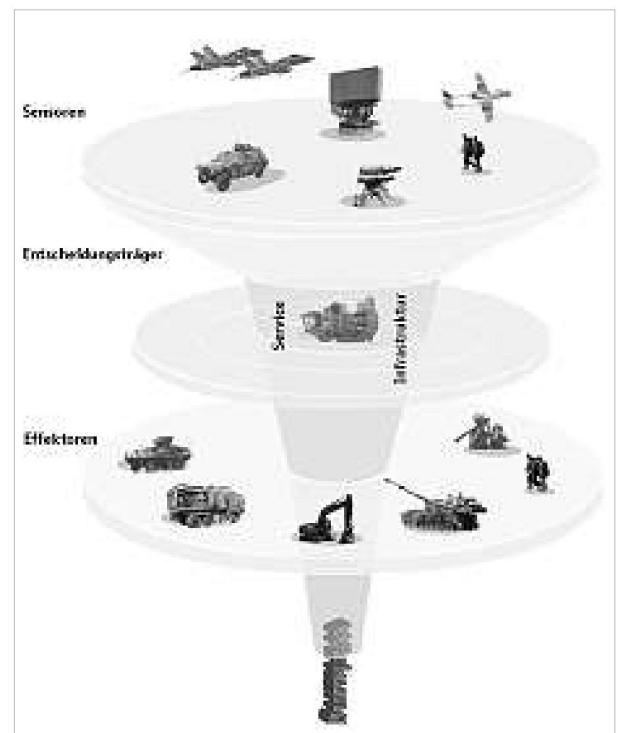 Sensoren
Entscheidungsträger
Service
Infrastruktur
Effektoren